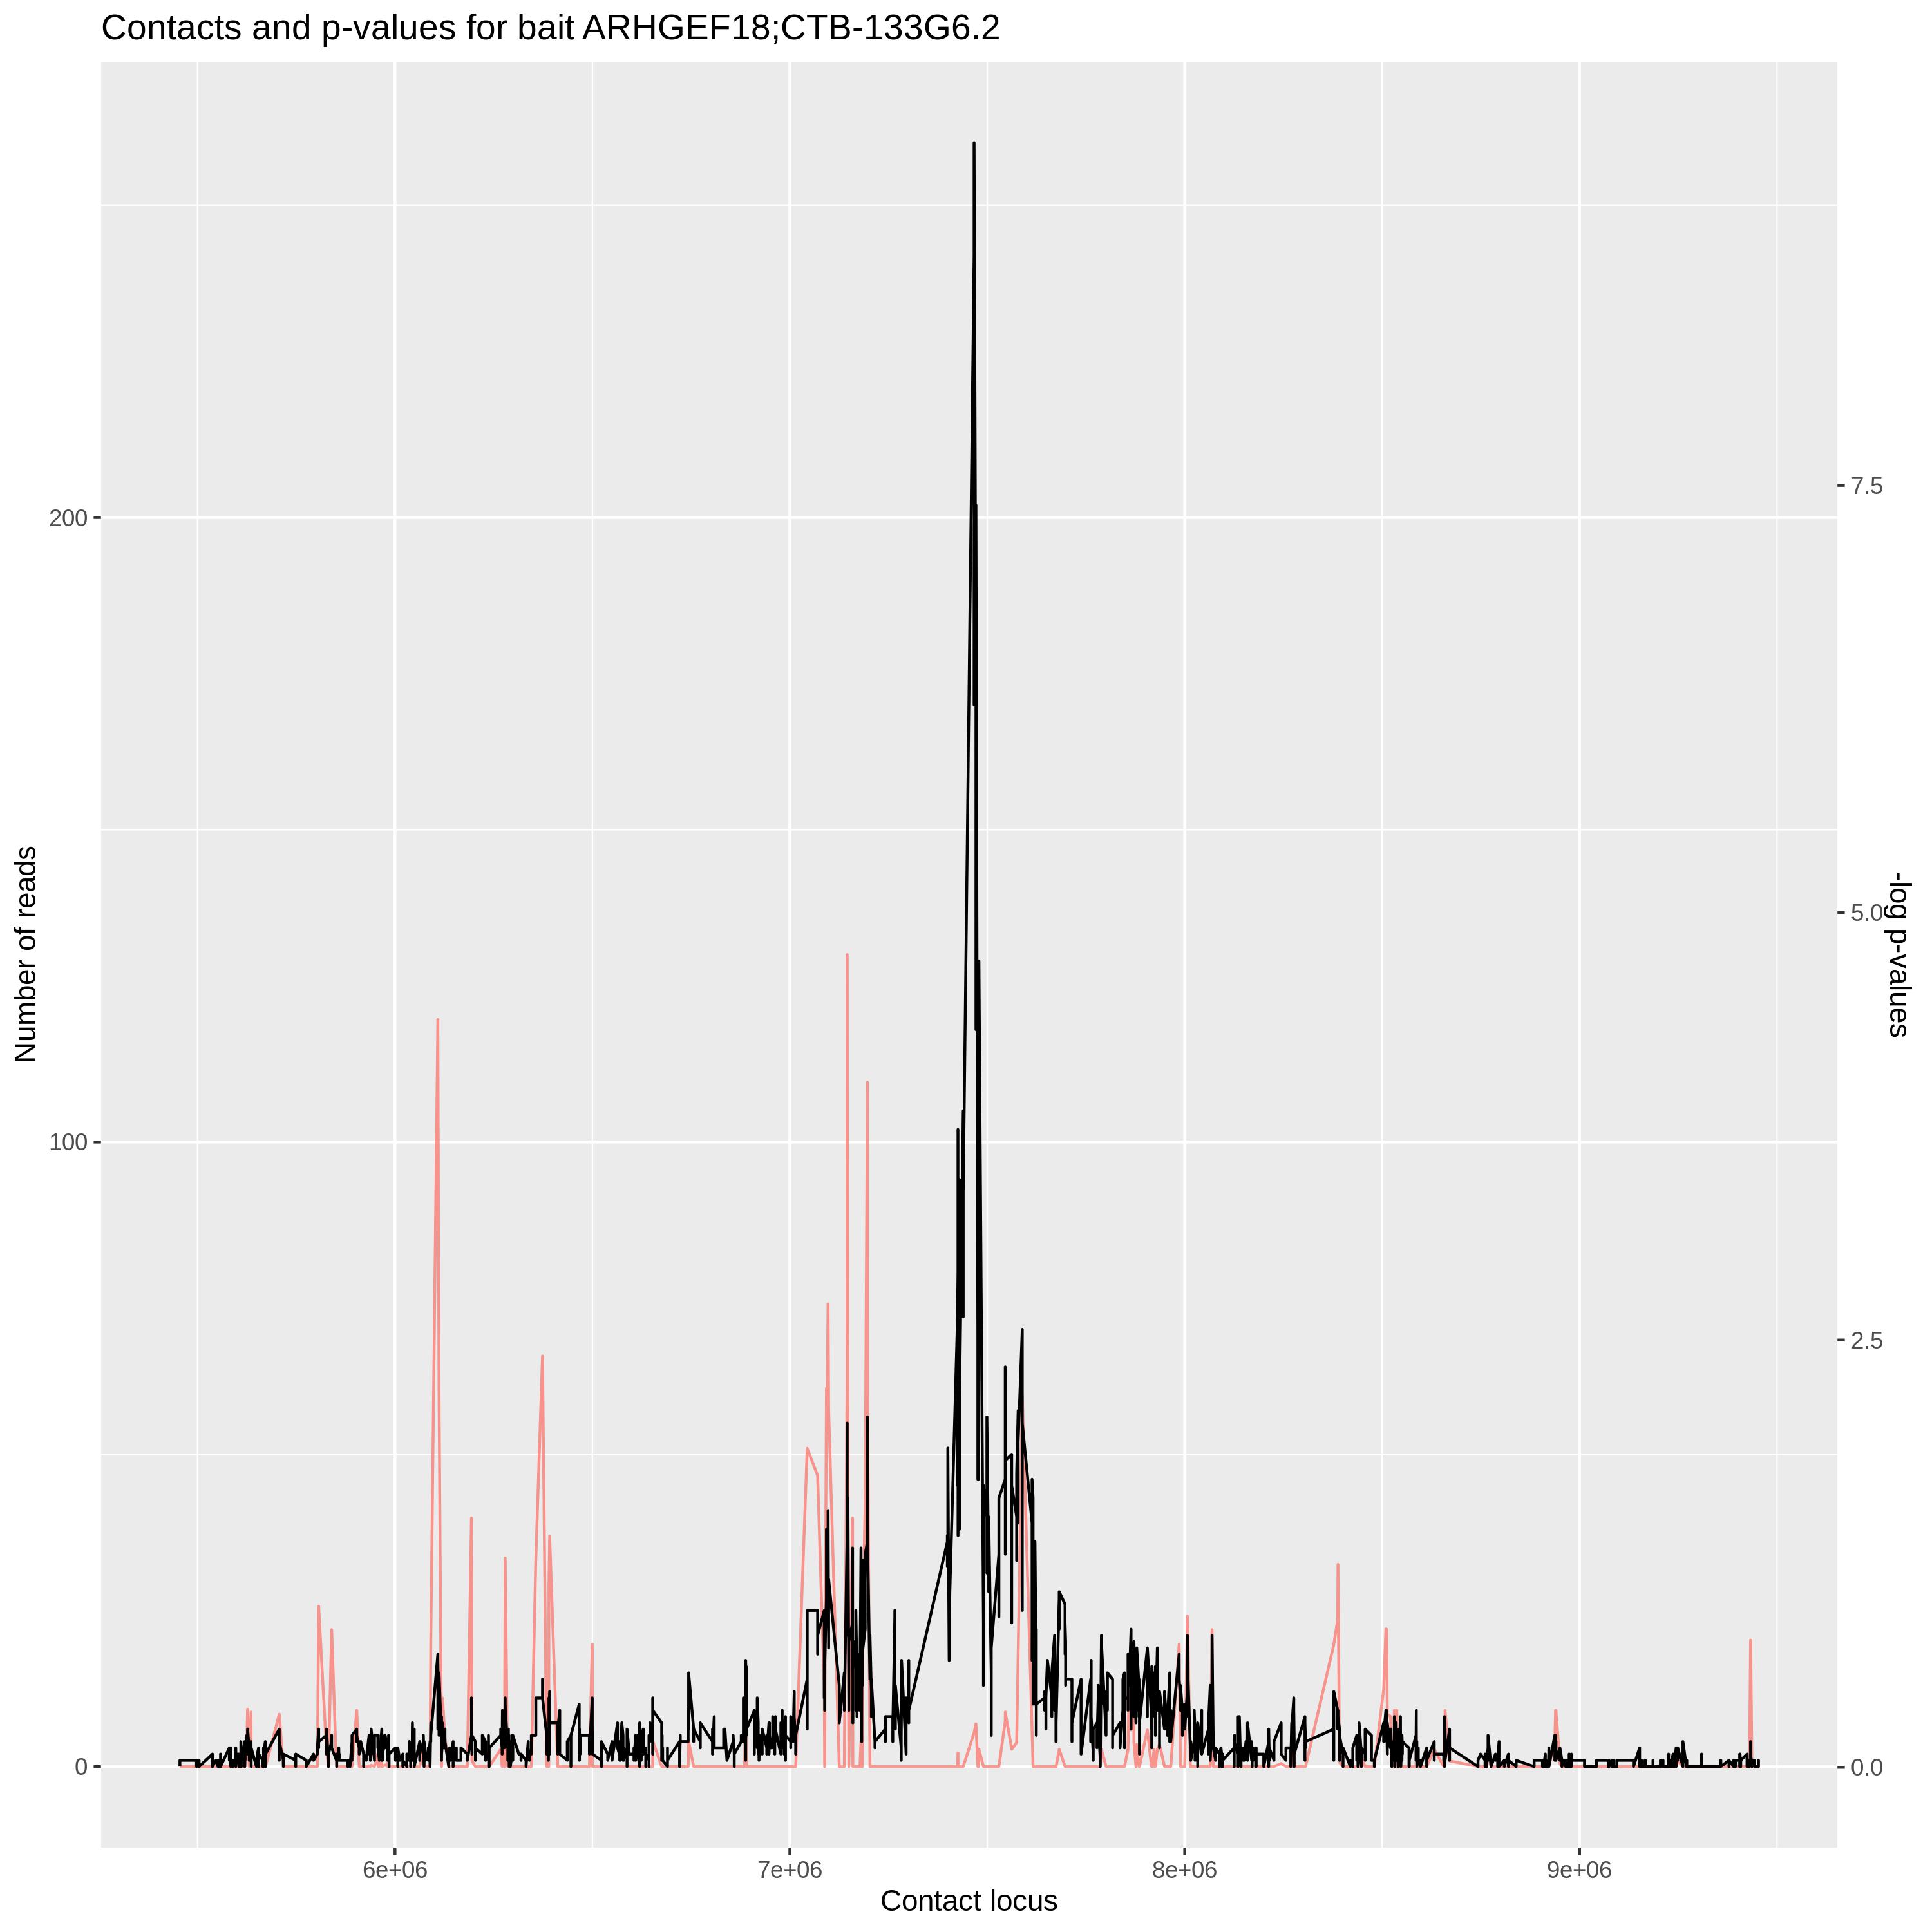 Contacts and p-values for bait ARHGEF18;CTB-133G6.2
Number of reads
200
100
0
7.5
5.0
2.5
0.0
-log p-values
6e+06 7e+06 8e+06 9e+06
Contact locus